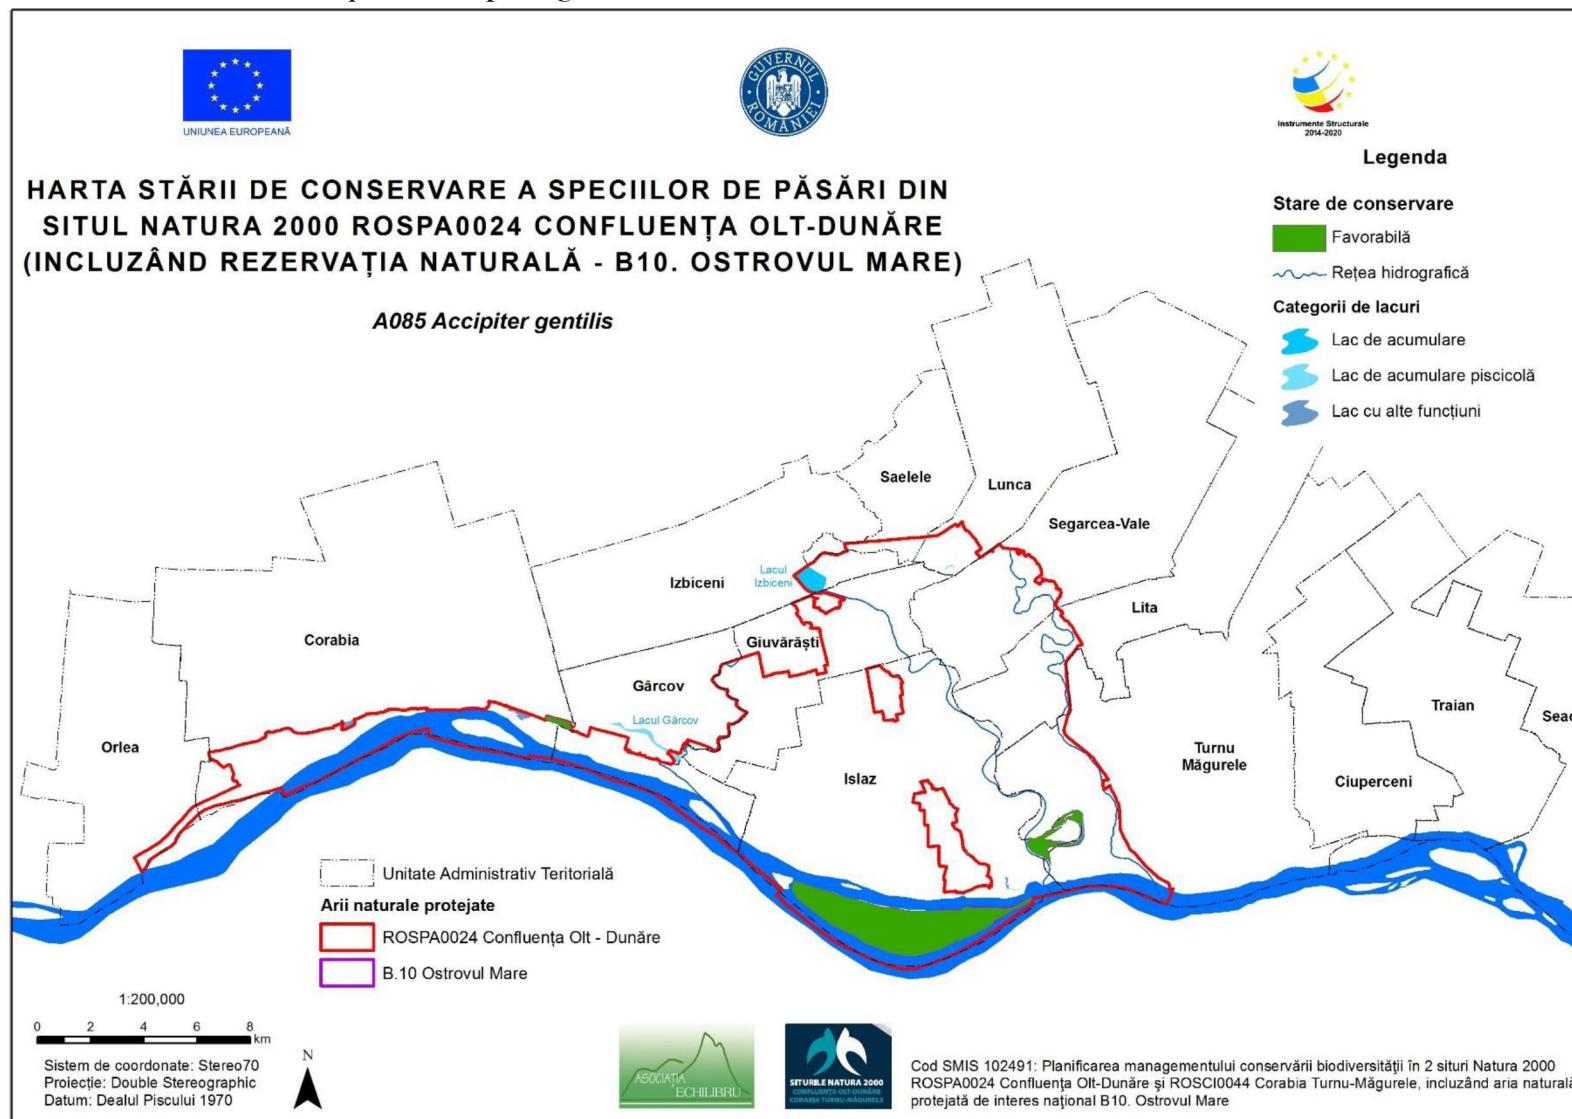 UNIUNEA EUROPEANĂ
GUVERNUL ROMÂNIEI
Instrumente Structurale
2014-2020
HARTA STĂRII DE CONSERVARE A SPECIILOR DE PĂSĂRI DIN
SITUL NATURA 2000 ROSPA0024 CONFLUENȚA OLT-DUNĂRE
(INCLUZÂND REZERVAȚIA NATURALĂ - B10. OSTROVUL MARE)
A085 Accipiter gentilis
Legenda
Stare de conservare
Favorabilă
Rețea hidrografică
Categorii de lacuri
Lac de acumulare
Lac de acumulare piscicolă
Lac cu alte funcțiuni
Saelele
Lunca
Segarcea-Vale
Izbiceni
Lacul
Izbiceni
Lita
Corabia
Giuvărăști
Gârcov
Lacul Gârcov
Orlea
Islaz
Turnu
Măgurele
Traian
Seac
Ciuperceni
Unitate Administrativ Teritorială
Arii naturale protejate
ROSPA0024 Confluența Olt - Dunăre
B.10 Ostrovul Mare
1:200,000
0 2 4 6 8
km
N
Sistem de coordonate: Stereo70
Proiecție: Double Stereographic
Datum: Dealul Piscului 1970
ASOCIAȚIA
ECHILIBRU
SITURILE NATURA 2000
CONFLUENȚA OLT-DUNĂRE
CORABIA TURNU-MĂGURELE
Cod SMIS 102491: Planificarea managementului conservării biodiversității în 2 situri Natura 2000
ROSPA0024 Confluența Olt-Dunăre și ROSCI0044 Corabia Turnu-Măgurele, incluzând aria naturală
protejată de interes național B10. Ostrovul Mare